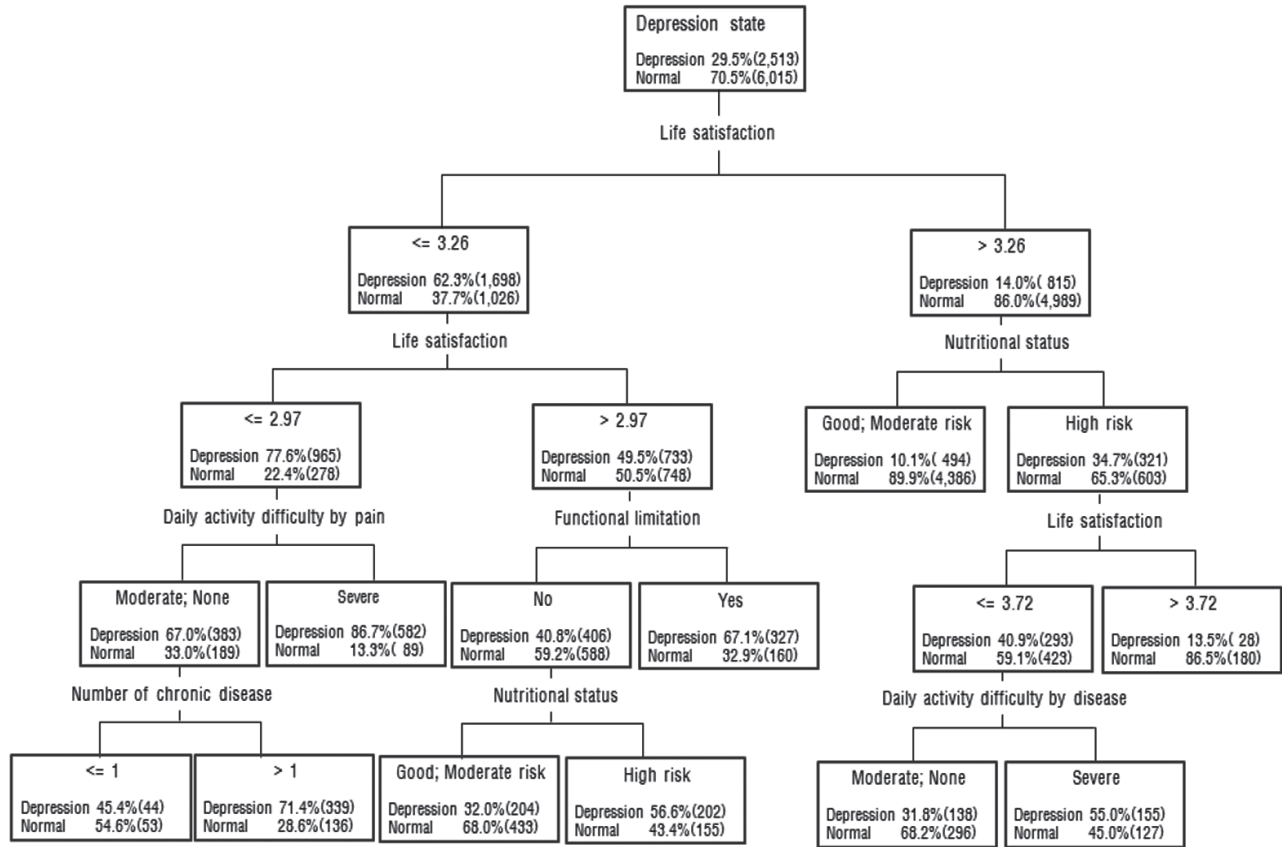 Depression state
Depression 29.5%(2,513)
Normal 70.5%(6,015)
Life satisfaction
<= 3.26
Depression 62.3%(1,698)
Normal 37.7%(1,026)
> 3.26
Depression 14.0%( 815)
Normal 86.0%(4,989)
Life satisfaction
Nutritional status
<= 2.97
Depression 77.6%(965)
Normal 22.4%(278)
> 2.97
Depression 49.5%(733)
Normal 50.5%(748)
Good; Moderate risk
Depression 10.1%( 494)
Normal 89.9%(4,386)
High risk
Depression 34.7%(321)
Normal 65.3%(603)
Daily activity difficulty by pain
Functional limitation
Life satisfaction
Moderate; None
Depression 67.0%(383)
Normal 33.0%(189)
Severe
Depression 86.7%(582)
Normal 13.3%( 89)
No
Depression 40.8%(406)
Normal 59.2%(588)
Yes
Depression 67.1%(327)
Normal 32.9%(160)
<= 3.72
Depression 40.9%(293)
Normal 59.1%(423)
> 3.72
Depression 13.5%( 28)
Normal 86.5%(180)
Number of chronic disease
Nutritional status
Daily activity difficulty by disease
<= 1
Depression 45.4%(44)
Normal 54.6%(53)
> 1
Depression 71.4%(339)
Normal 28.6%(136)
Good; Moderate risk
Depression 32.0%(204)
Normal 68.0%(433)
High risk
Depression 56.6%(202)
Normal 43.4%(155)
Moderate; None
Depression 31.8%(138)
Normal 68.2%(296)
Severe
Depression 55.0%(155)
Normal 45.0%(127)